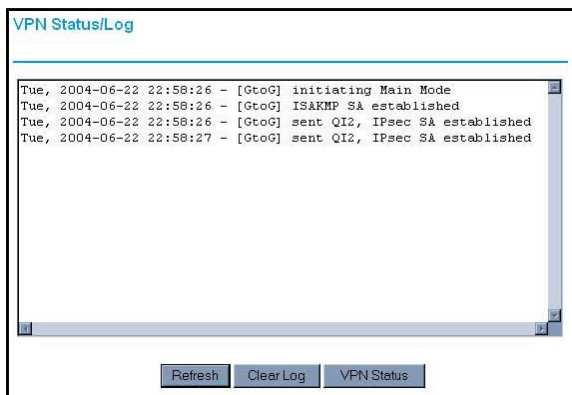 VPN Status/Log
Tue, 2004-06-22 22:58:26 - [GtoG] initiating Main Mode
Tue, 2004-06-22 22:58:26 - [GtoG] ISAKMP SA established
Tue, 2004-06-22 22:58:26 - [GtoG] sent QI2, IPsec SA established
Tue, 2004-06-22 22:58:27 - [GtoG] sent QI2, IPsec SA established
Refresh Clear Log VPN Status